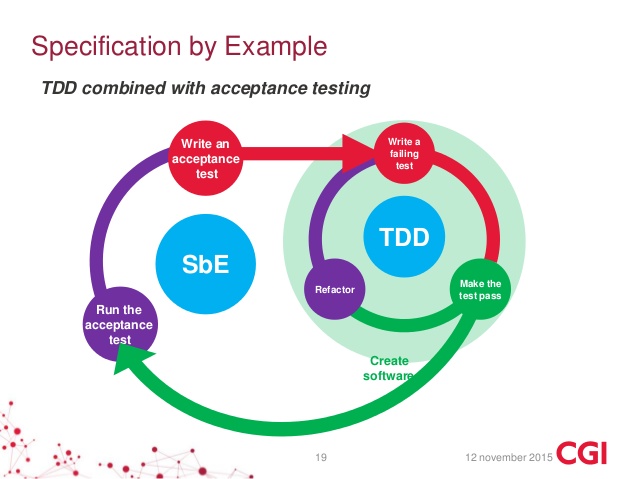 Specification by Example
TDD combined with acceptance testing
Write an
acceptance
test
Write a
failing
test
SbE
TDD
Refactor
Make the
test pass
Run the
acceptance
test
Create
software
19
12 november 2015
CGI